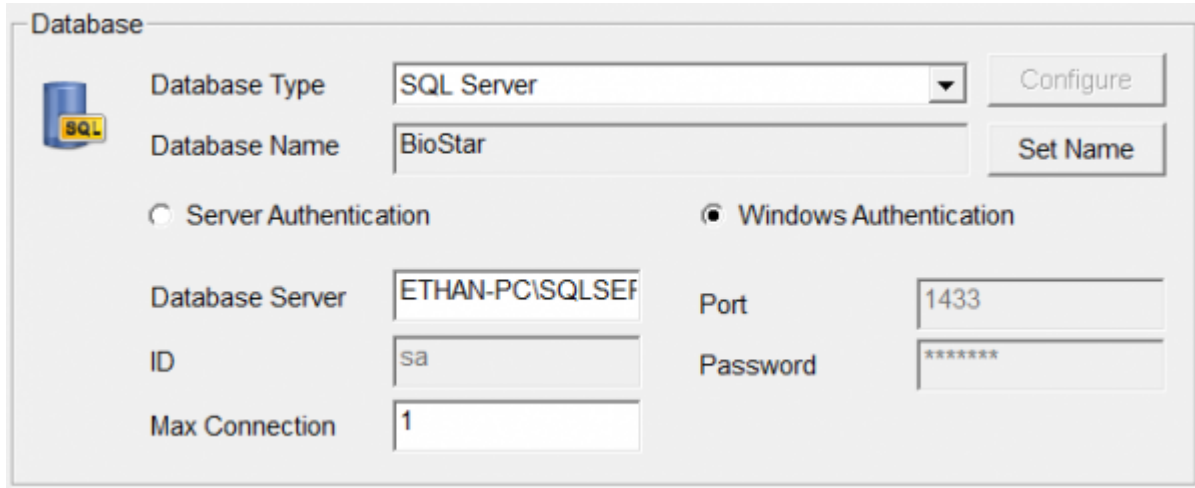 Database
SQL
Database Type SQL Server Configure
Database Name BioStar Set Name
Server Authentication Windows Authentication
Database Server ETHAN-PC\ Port 1433
ID sa Password *******
Max Connection 1